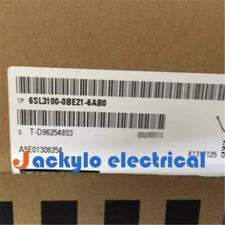 1P 6SL3100-0BE21-6AB0
S T-D96254803
Jackylo electrical
A5E01308254